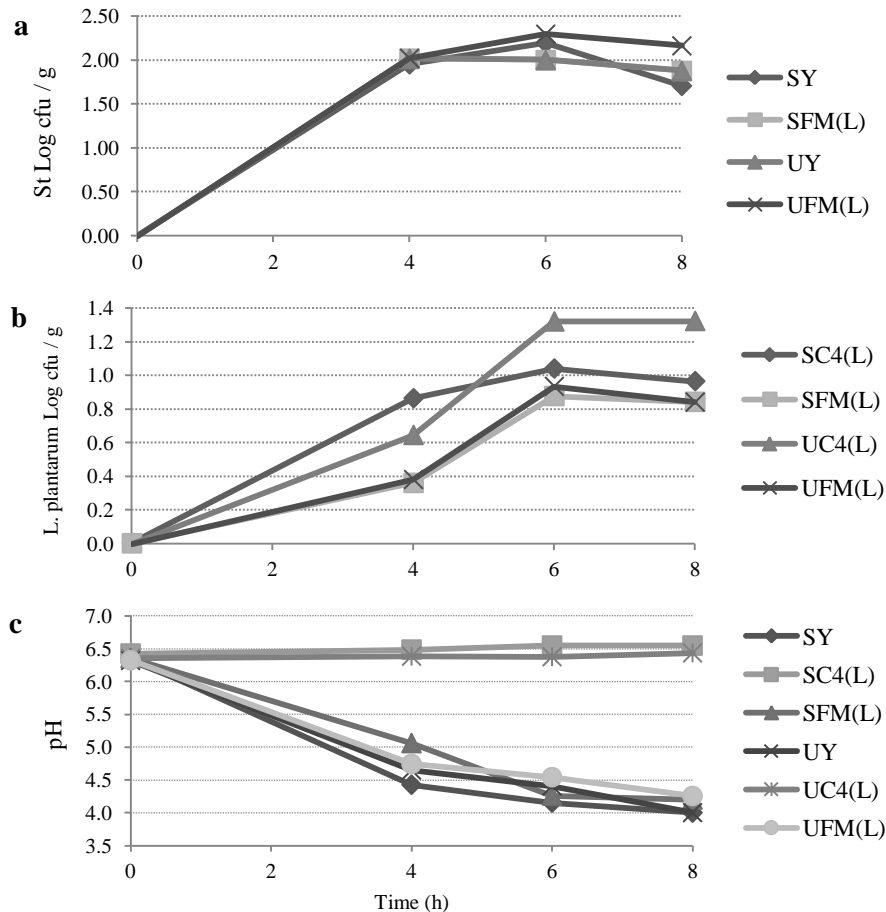 a
St Log cfu / g
2.50
2.00
1.50
1.00
0.50
0.00
0
2
4
6
8
SY
SFM(L)
UY
UFM(L)
b
L. plantarum Log cfu / g
1.4
1.2
1.0
0.8
0.6
0.4
0.2
0.0
0
2
4
6
8
SC4(L)
SFM(L)
UC4(L)
UFM(L)
c
pH
7.0
6.5
6.0
5.5
5.0
4.5
4.0
3.5
0
2
4
6
8
Time (h)
SY
SC4(L)
SFM(L)
UY
UC4(L)
UFM(L)